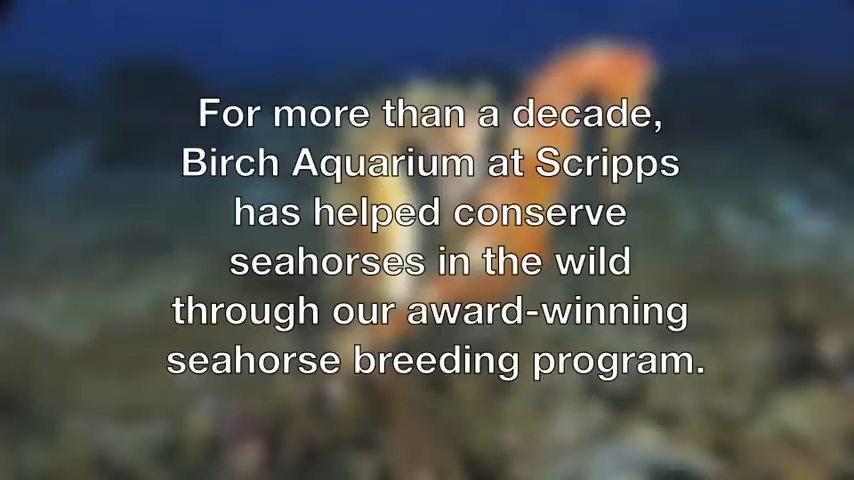 For more than a decade,
Birch Aquarium at Scripps
has helped conserve
seahorses in the wild
through our award-winning
seahorse breeding program.